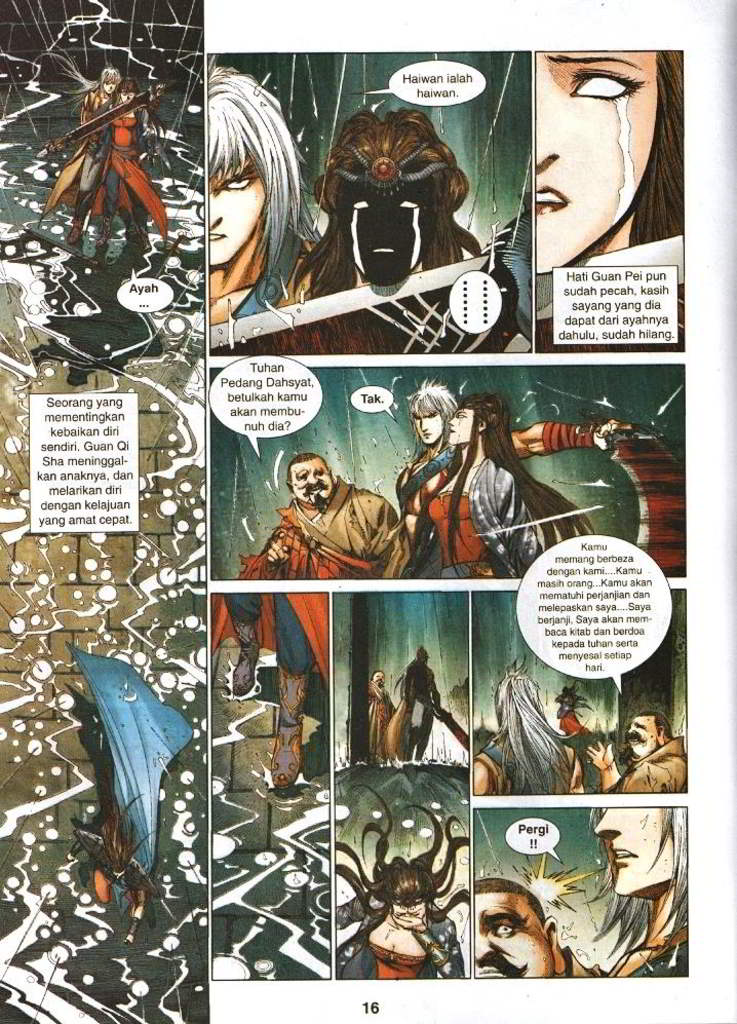 Ayah
...
Seorang yang
mementingkan
kebaikan diri
sendiri. Guan Qi
Sha meninggal-
kan anaknya, dan
melarikan diri
dengan kelajuan
yang amat cepat.
Haiwan ialah
haiwan.
Hati Guan Pei pun
sudah pecah, kasih
sayang yang dia
dapat dari ayahnya
dahulu, sudah hilang.
Tuhan
Pedang Dahsyat,
betulkah kamu
akan membu-
nuh dia?
Tak.
Kamu
memang berbeza
dengan kami....Kamu
masih orang...Kamu akan
mematuhi perjanjian dan
melepaskan saya....Saya
berjanji, Saya akan mem-
baca kitab dan berdoa
kepada tuhan serta
menyesal setiap
hari.
Pergi
!!
16